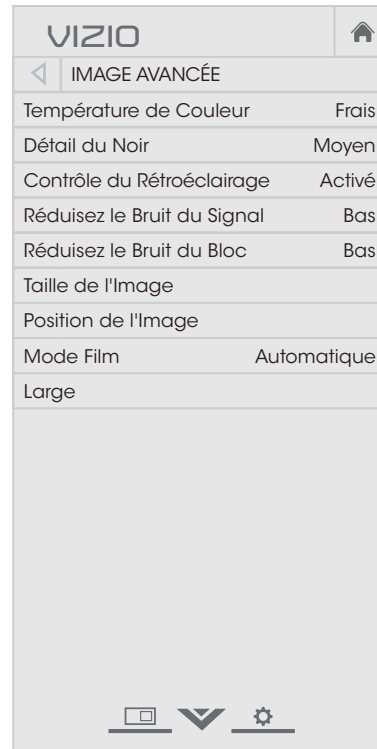 VIZIO
IMAGE AVANCÉE
Température de Couleur Frais
Détail du Noir Moyen
Contrôle du Rétroéclairage Activé
Réduisez le Bruit du Signal Bas
Réduisez le Bruit du Bloc Bas
Taille de l'Image
Position de l'Image
Mode Film Automatique
Large